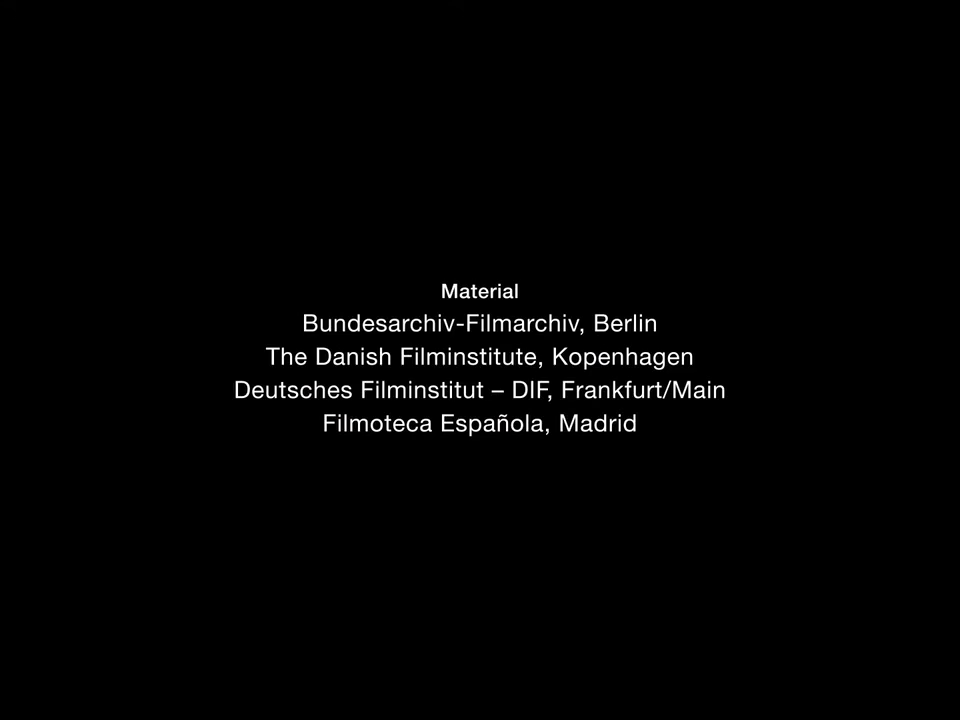 Material
Bundesarchiv-Filmarchiv, Berlin
The Danish Filminstitute, Kopenhagen
Deutsches Filminstitut – DIF, Frankfurt/Main
Filmoteca Española, Madrid